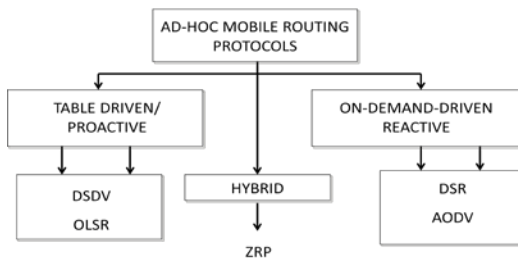 AD-HOC MOBILE ROUTING
PROTOCOLS
TABLE DRIVEN/
PROACTIVE
ON-DEMAND-DRIVEN
REACTIVE
DSDV
OLSR
HYBRID
DSR
AODV
ZRP